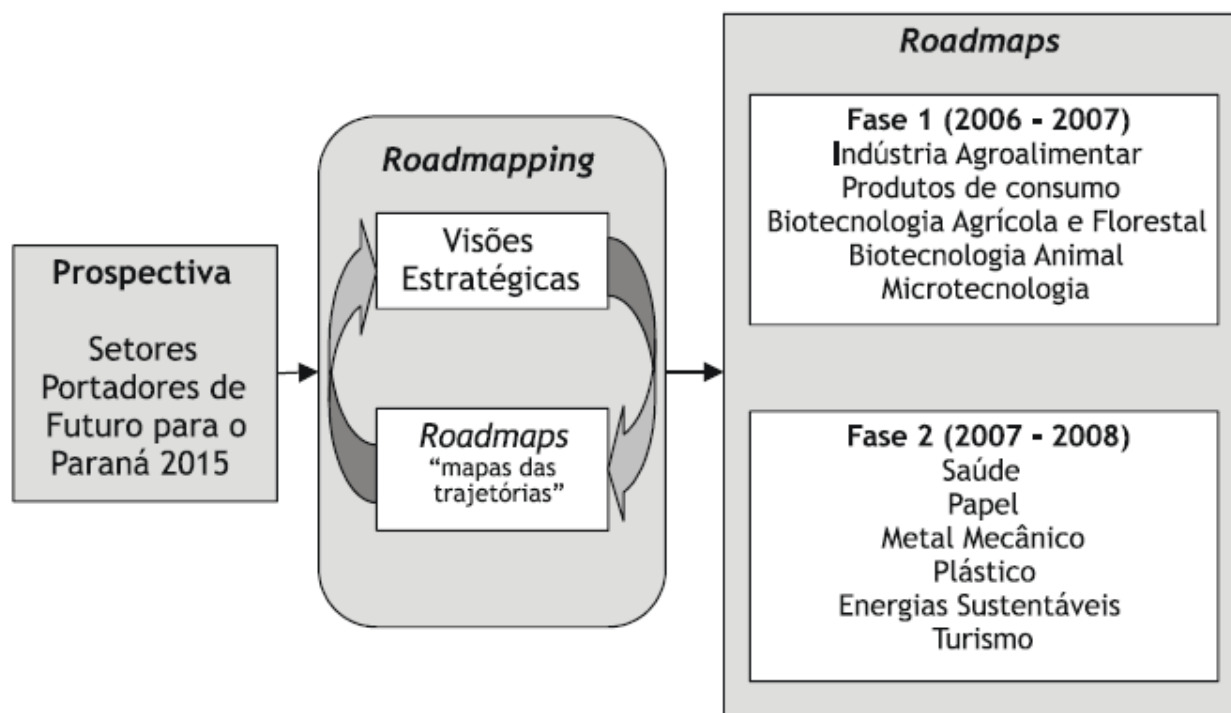 Prospectiva
Setores
Portadores de
Futuro para o
Paraná 2015
Roadmapping
Visões
Estratégicas
Roadmaps
“mapas das
trajetórias”
Roadmaps
Fase 1 (2006 - 2007)
Indústria Agroalimentar
Produtos de consumo
Biotecnologia Agrícola e Florestal
Biotecnologia Animal
Microtecnologia
Fase 2 (2007 - 2008)
Saúde
Papel
Metal Mecânico
Plástico
Energias Sustentáveis
Turismo